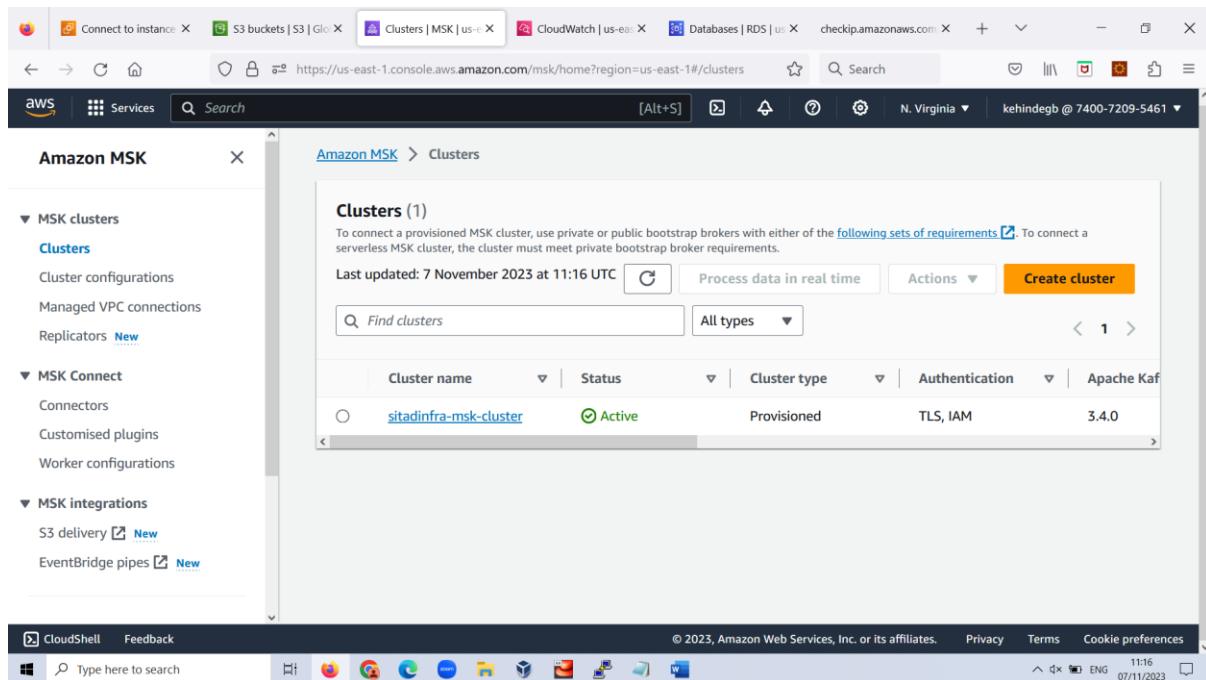 Connect to instance
S3 buckets | S3 | Glo
Clusters | MSK | us-e
CloudWatch | us-eas
Databases | RDS | us
checkip.amazonaws.com
https://us-east-1.console.aws.amazon.com/msk/home?region=us-east-1#/clusters
Search
aws
Services
Search
[Alt+S]
N. Virginia
kehindegb @ 7400-7209-5461
Amazon MSK
MSK clusters
Clusters
Cluster configurations
Managed VPC connections
Replicators New
MSK Connect
Connectors
Customised plugins
Worker configurations
MSK integrations
S3 delivery New
EventBridge pipes New
Amazon MSK > Clusters
Clusters (1)
To connect a provisioned MSK cluster, use private or public bootstrap brokers with either of the following sets of requirements. To connect a
serverless MSK cluster, the cluster must meet private bootstrap broker requirements.
Last updated: 7 November 2023 at 11:16 UTC
Process data in real time
Actions
Create cluster
Find clusters
All types
1
Cluster name
Status
Cluster type
Authentication
Apache Kaf
sitadinfra-msk-cluster
Active
Provisioned
TLS, IAM
3.4.0
CloudShell
Feedback
© 2023, Amazon Web Services, Inc. or its affiliates.
Privacy
Terms
Cookie preferences
Type here to search
ENG
11:16
07/11/2023